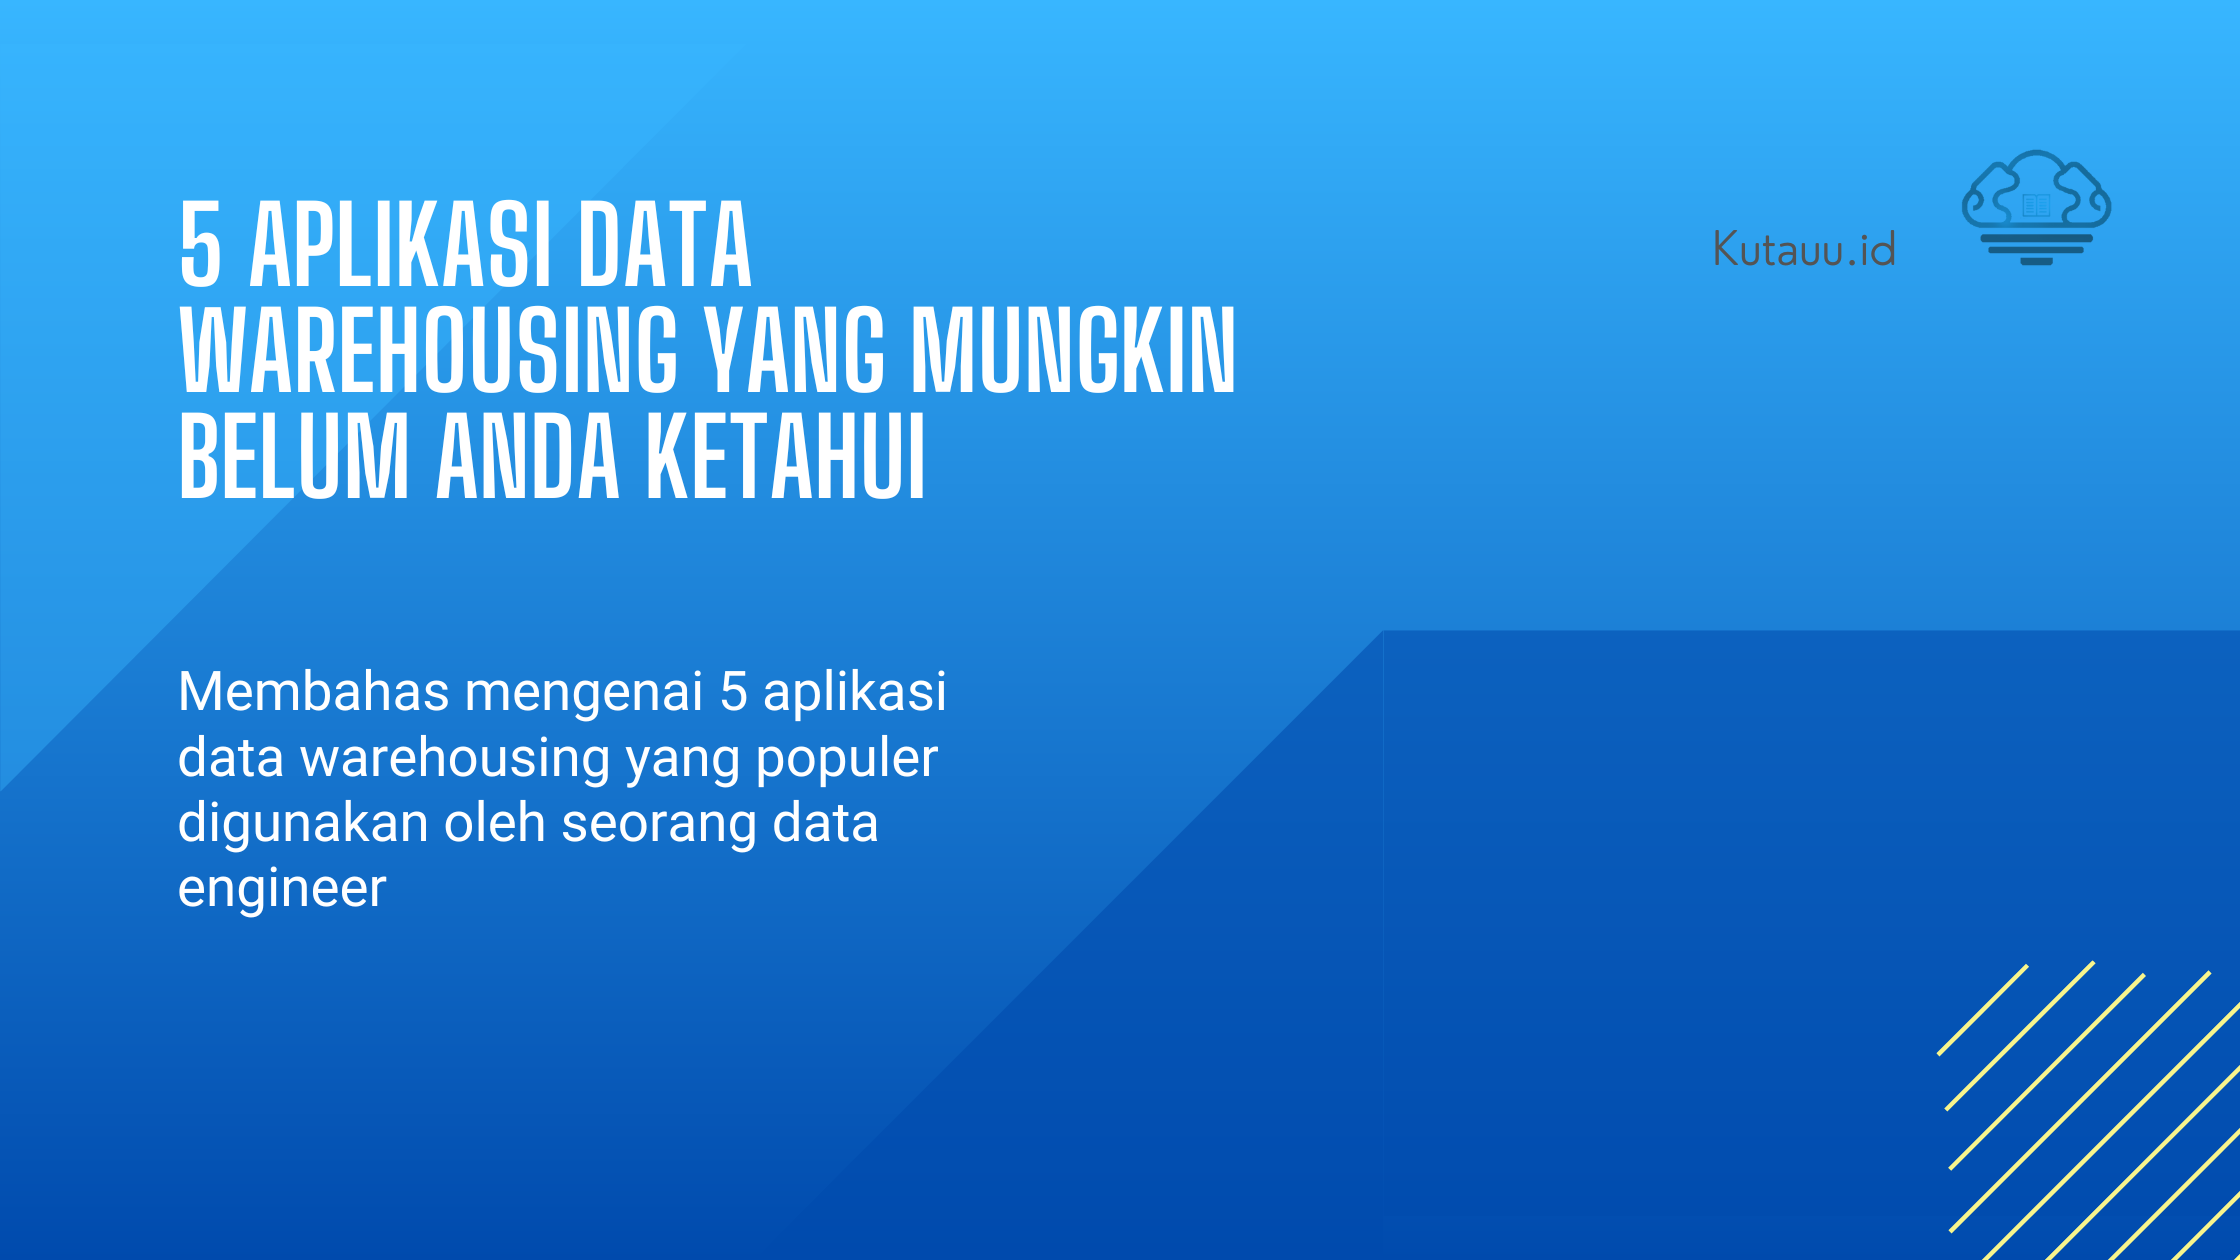 5 APLIKASI DATA
WAREHOUSING YANG MUNGKIN
BELUM ANDA KETAHUI
Kutauu.id
Membahas mengenai 5 aplikasi
data warehousing yang populer
digunakan oleh seorang data
engineer